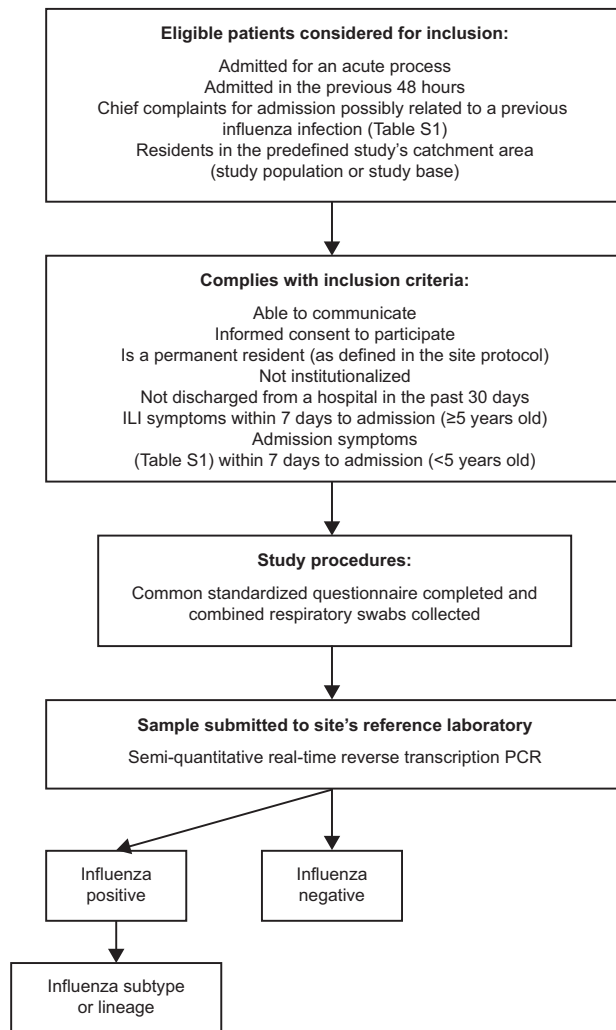 Eligible patients considered for inclusion:
Admitted for an acute process
Admitted in the previous 48 hours
Chief complaints for admission possibly related to a previous
influenza infection (Table S1)
Residents in the predefined study's catchment area
(study population or study base)
Complies with inclusion criteria:
Able to communicate
Informed consent to participate
Is a permanent resident (as defined in the site protocol)
Not institutionalized
Not discharged from a hospital in the past 30 days
ILI symptoms within 7 days to admission (≥5 years old)
Admission symptoms
(Table S1) within 7 days to admission (<5 years old)
Study procedures:
Common standardized questionnaire completed and
combined respiratory swabs collected
Sample submitted to site's reference laboratory
Semi-quantitative real-time reverse transcription PCR
Influenza
positive
Influenza
negative
Influenza subtype
or lineage